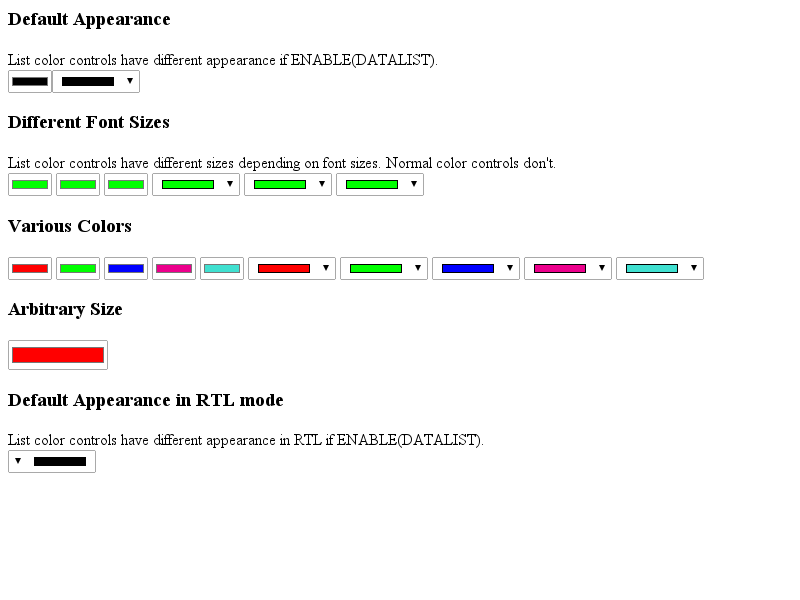 Default Appearance
List color controls have different appearance if ENABLE(DATALIST).
Different Font Sizes
List color controls have different sizes depending on font sizes. Normal color controls don't.
Various Colors
Arbitrary Size
Default Appearance in RTL mode
List color controls have different appearance in RTL if ENABLE(DATALIST).